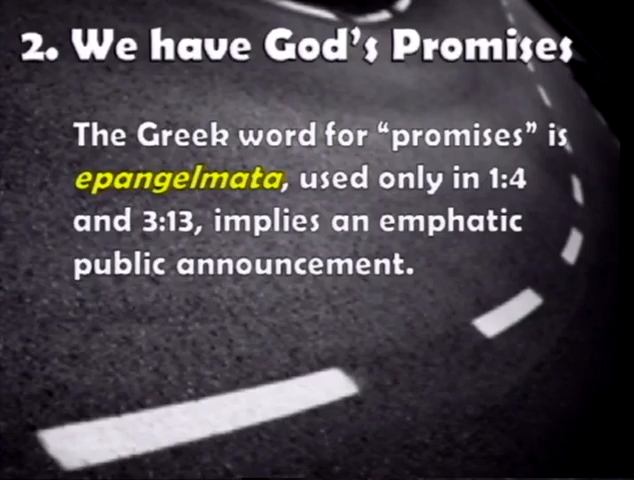 2. We have God's Promises
The Greek word for "promises" is
epangelmata, used only in 1:4
and 3:13, implies an emphatic
public announcement.